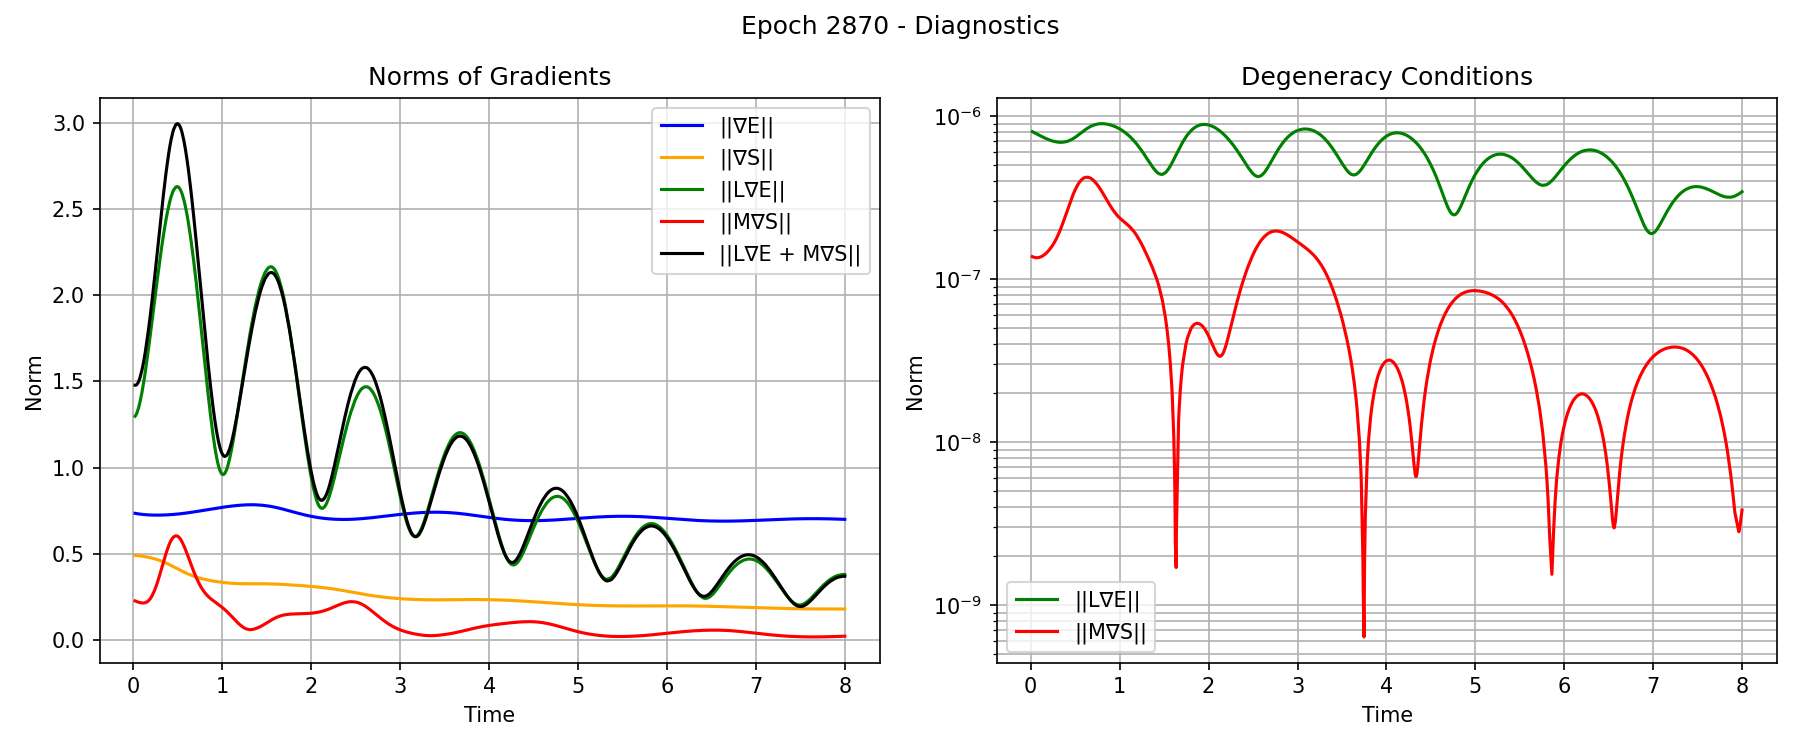 Epoch 2870 - Diagnostics
Norms of Gradients
Norm
3.0
2.5
2.0
1.5
1.0
0.5
0.0
0 1 2 3 4 5 6 7 8
Time
||∇E||
||∇S||
||L∇E||
||M∇S||
||L∇E + M∇S||
Degeneracy Conditions
Norm
10⁻⁶
10⁻⁷
10⁻⁸
10⁻⁹
0 1 2 3 4 5 6 7 8
Time
||L∇E||
||M∇S||